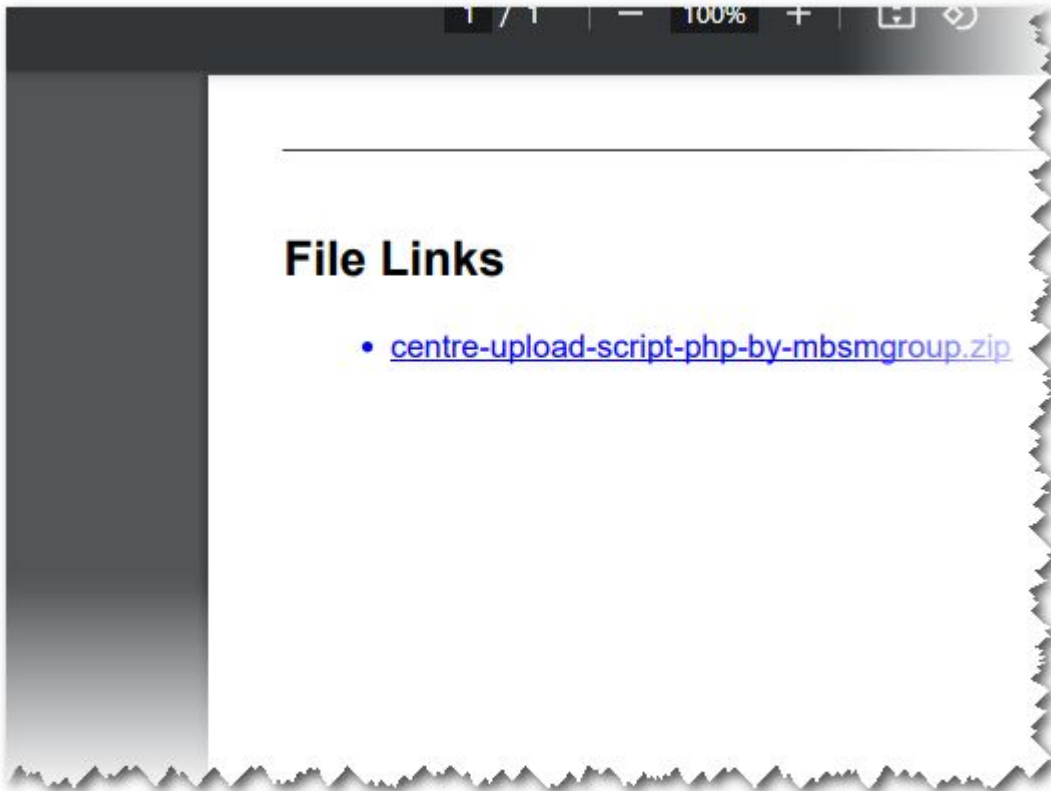 1 / 1 | — 100% +
File Links
• centre-upload-script-php-by-mbsmgroup.zip